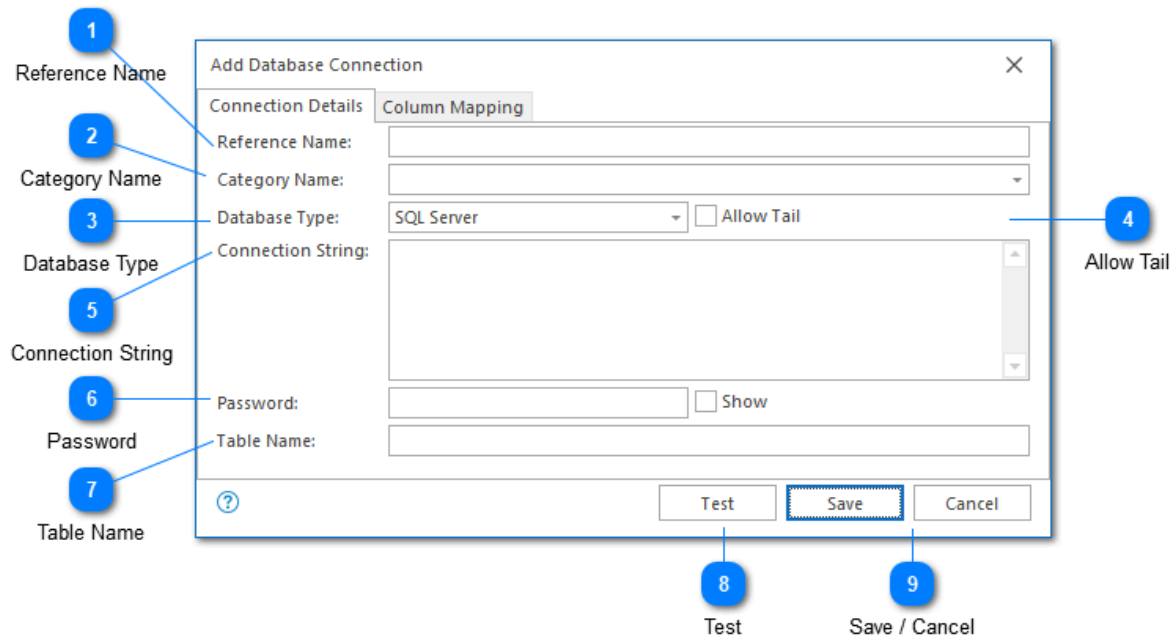 1
Reference Name
2
Category Name
3
Database Type
5
Connection String
6
Password
7
Table Name
Add Database Connection
Connection Details Column Mapping
Reference Name:
Category Name:
Database Type: SQL Server Allow Tail
Connection String:
Password: Show
Table Name:
? Test Save Cancel
4
Allow Tail
8
Test
9
Save / Cancel